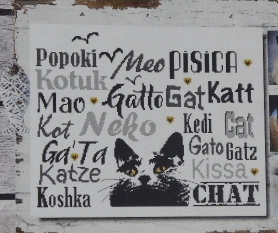 Popoki Meo PISICA
Kotuk
Mao Gatto Gat Katt
Kot Neko Kedi Cat
Ga'Ta Gato Gatz
Katze Kissa
Koshka CHAT